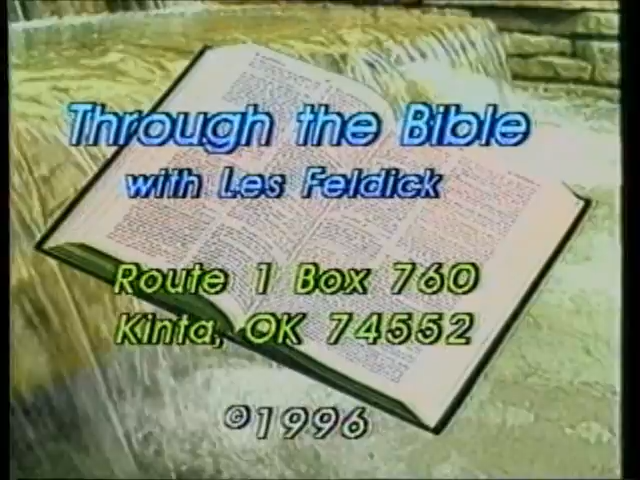 Through the Bible
with Les Feldick
Route 1 Box 760
Kinta, OK 74552
©1996